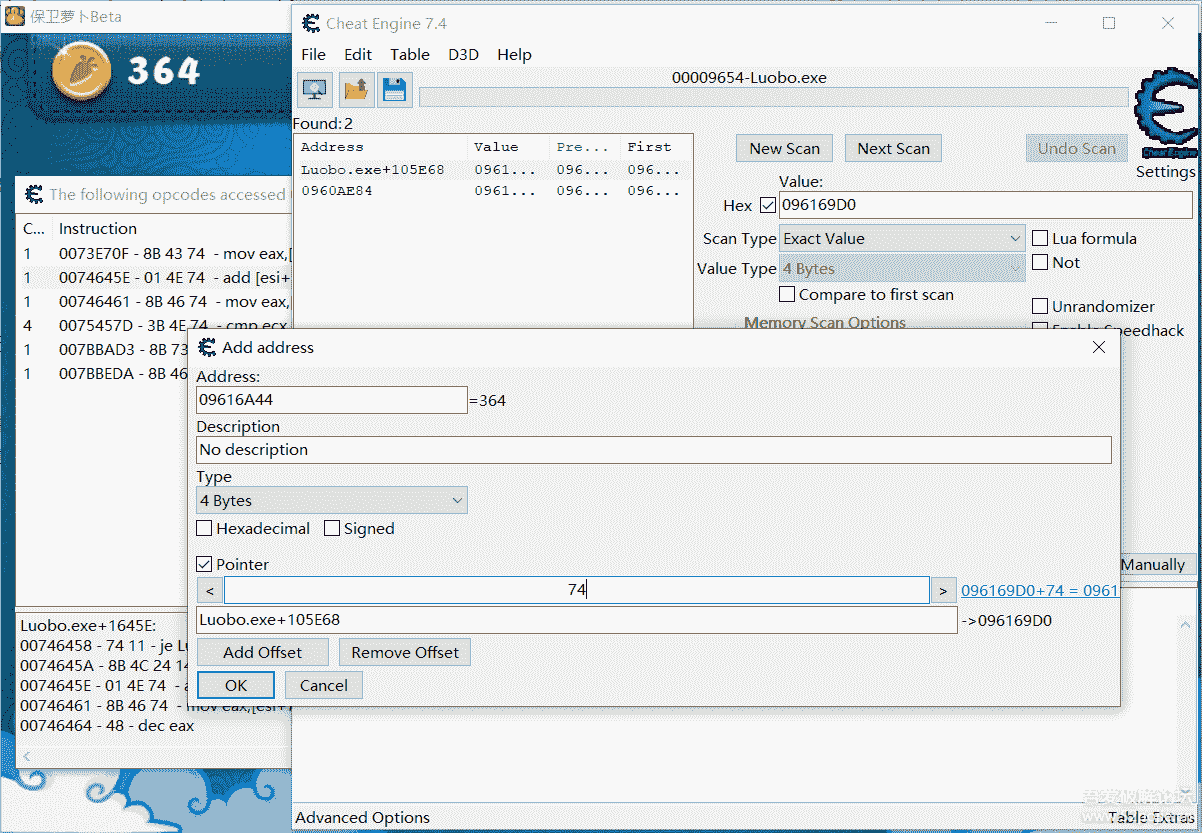 保卫萝卜Beta
364
Cheat Engine 7.4
File Edit Table D3D Help
00009654-Luobo.exe
Found:2
Address Value Pre... First
Luobo.exe+105E68 0961... 096... 096...
0960AE84 0961... 096... 096...
New Scan Next Scan Undo Scan
Settings
Value:
Hex 096169D0
Scan Type Exact Value
Lua formula
Not
Value Type 4 Bytes
Compare to first scan
Unrandomizer
Memory Scan Options
Enable Speedhack
The following opcodes accessed
C... Instruction
1 0073E70F - 8B 43 74 - mov eax,[
1 0074645E - 01 4E 74 - add [esi+
1 00746461 - 8B 46 74 - mov eax,
4 0075457D - 3B 4E 74 - cmp ecx
1 007BBAD3 - 8B 73
1 007BBEDA - 8B 46
Add address
Address:
09616A44 =364
Description
No description
Type
4 Bytes
Hexadecimal Signed
Pointer
< 74 > 096169D0+74 = 0961
Luobo.exe+105E68 ->096169D0
Add Offset Remove Offset
OK Cancel
Manually
Luobo.exe+1645E:
00746458 - 74 11 - je Lu
0074645A - 8B 4C 24 14
0074645E - 01 4E 74 - a
00746461 - 8B 46 74 - mov eax,[esi+7
00746464 - 48 - dec eax
Advanced Options
Table Extras